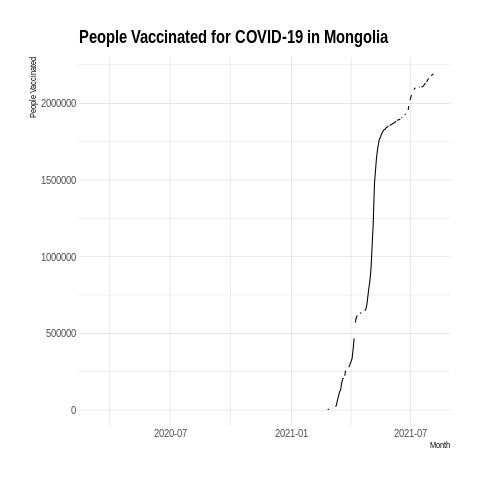 People Vaccinated for COVID-19 in Mongolia
People Vaccinated
2000000
1500000
1000000
500000
0
2020-07
2021-01
2021-07
Month